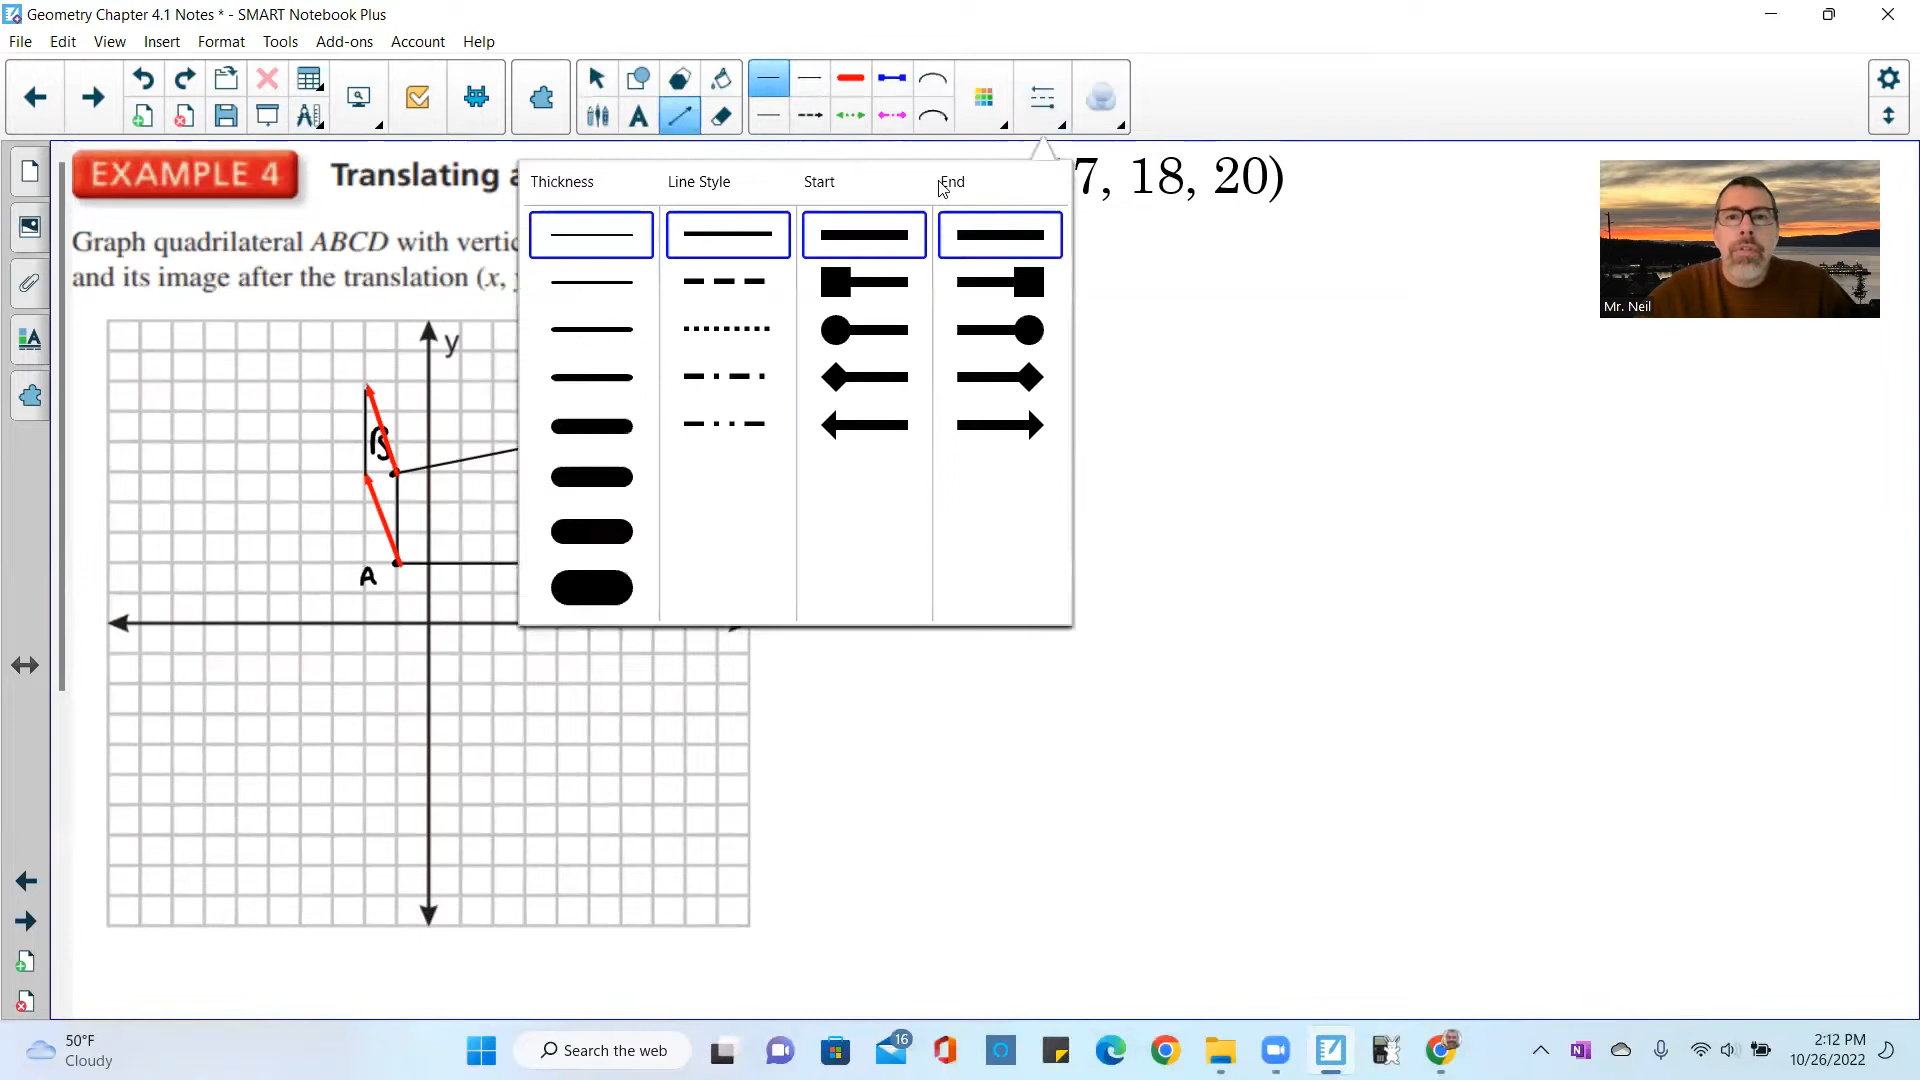 Geometry Chapter 4.1 Notes * - SMART Notebook Plus
File Edit View Insert Format Tools Add-ons Account Help
EXAMPLE 4 Translating a 7, 18, 20)
Thickness Line Style Start End
Graph quadrilateral ABCD with vertic
and its image after the translation (x, y
y
B
A
Mr. Neil
50°F
Cloudy
Search the web
16
2:12 PM
10/26/2022